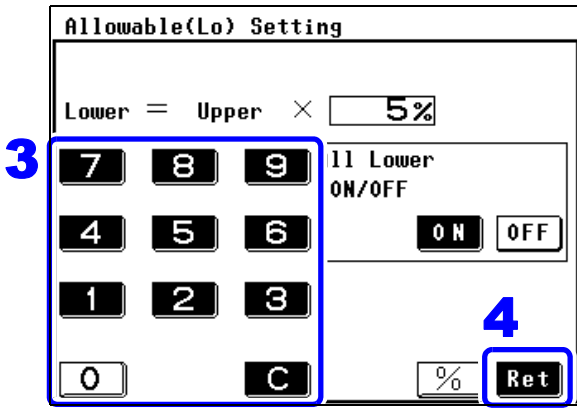 Allowable(Lo) Setting
Lower = Upper × 5%
3
7 8 9 ll Lower
ON/OFF
4 5 6 ON OFF
1 2 3
4
0 C % Ret